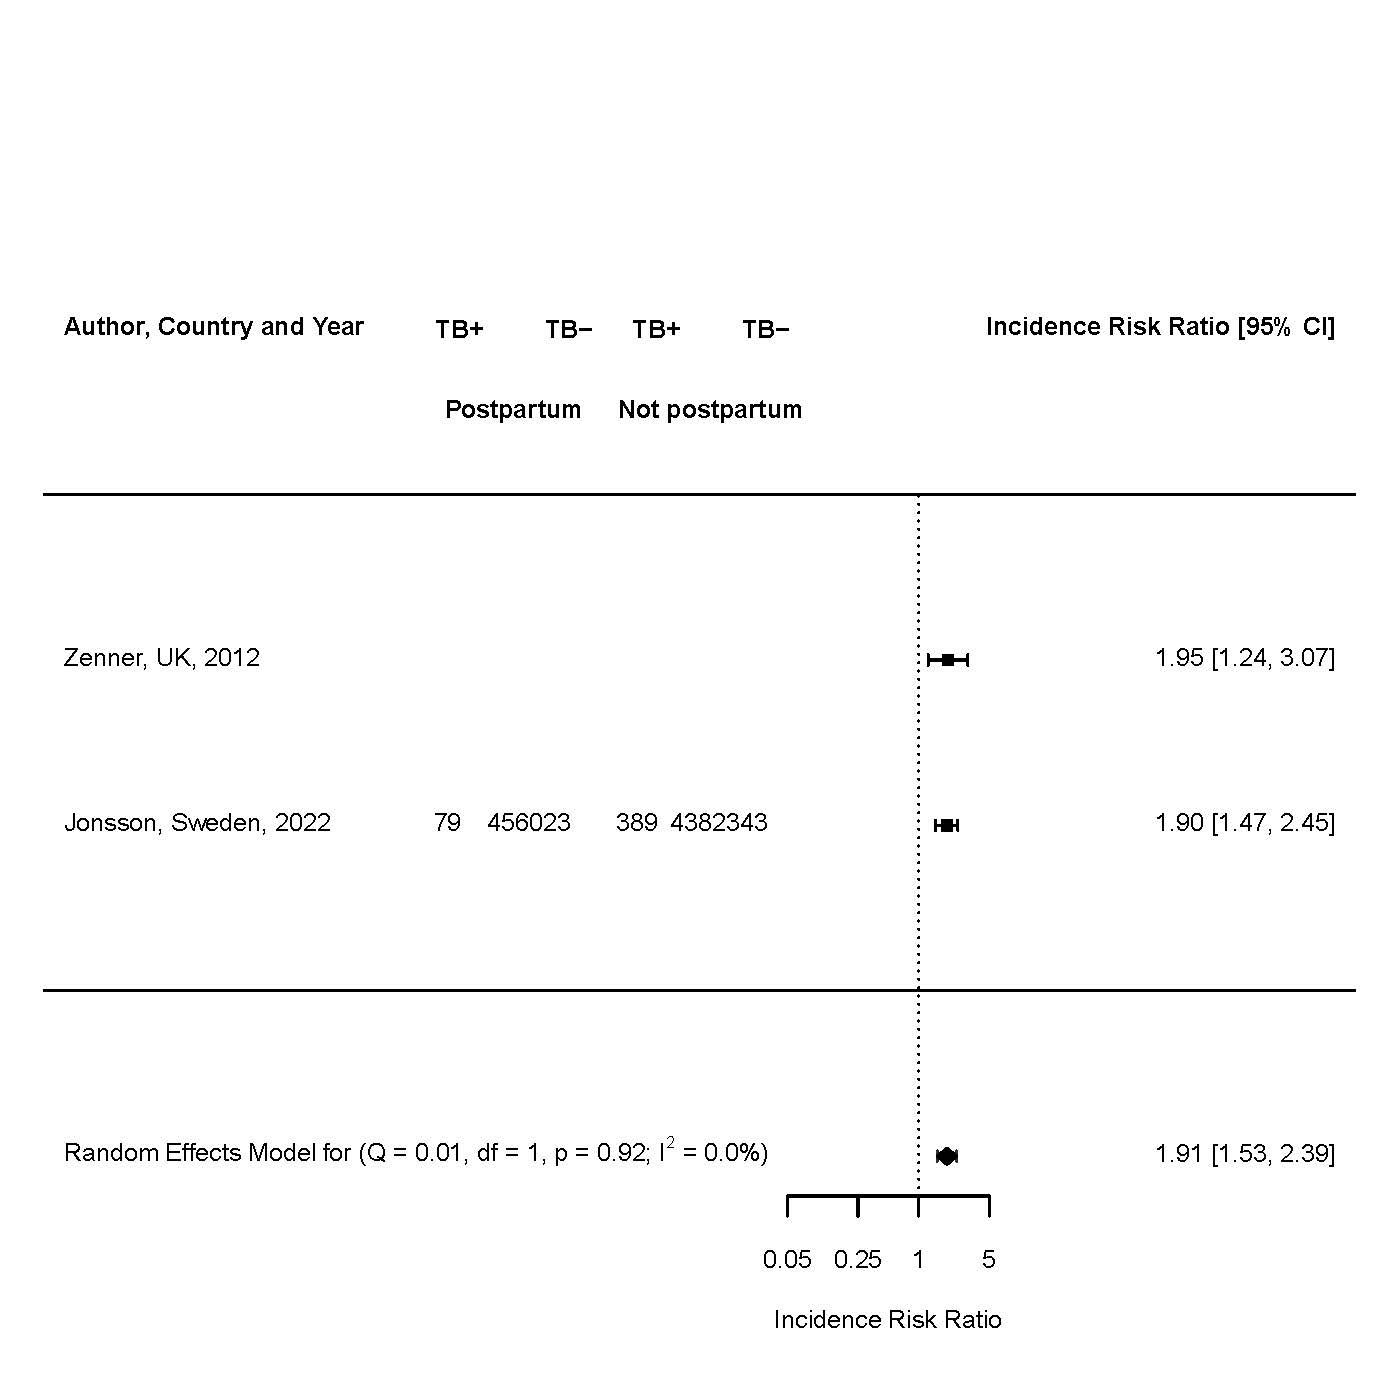 Author, Country and Year TB+ TB− TB+ TB− Incidence Risk Ratio [95% CI]
Postpartum Not postpartum
Zenner, UK, 2012 1.95 [1.24, 3.07]
Jonsson, Sweden, 2022 79 456023 389 4382343 1.90 [1.47, 2.45]
Random Effects Model for (Q = 0.01, df = 1, p = 0.92; I² = 0.0%) 1.91 [1.53, 2.39]
0.05 0.25 1 5
Incidence Risk Ratio